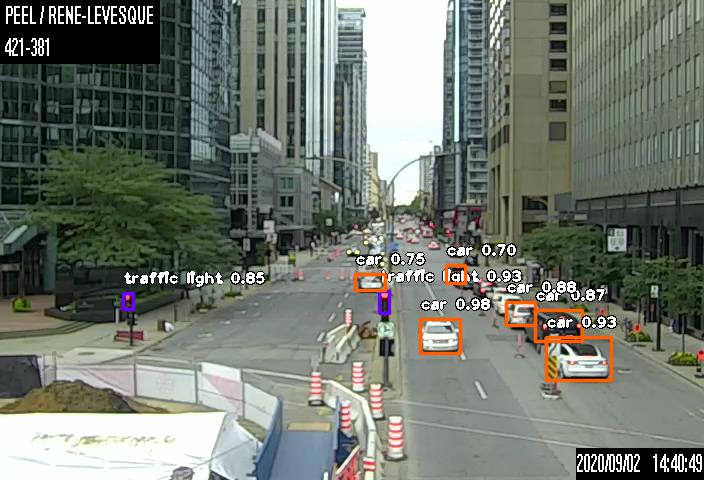 PEEL / RENE-LEVESQUE
421-381
car 0.70
car 0.75
traffic light 0.85
traffic light 0.93
car 0.88
car 0.87
car 0.98
car 0.93
2020/09/02 14:40:49